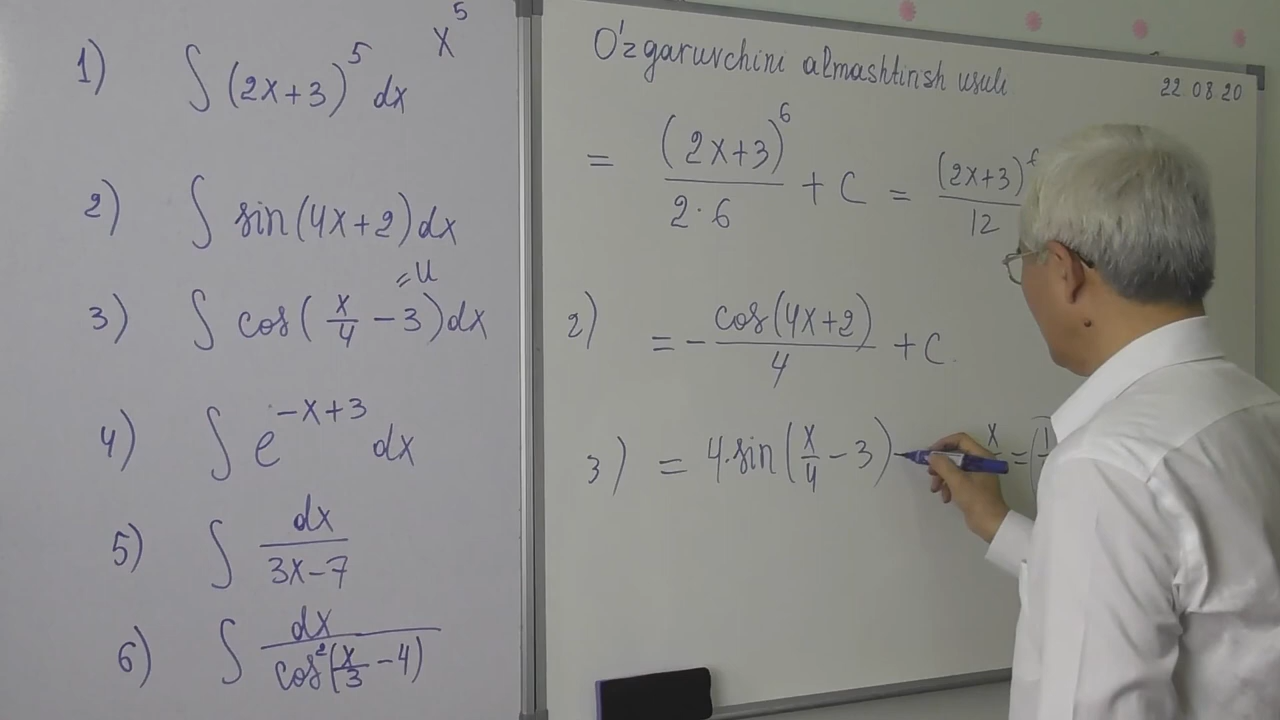 1) ∫ (2x+3)^5 dx x^5
2) ∫ sin(4x+2)dx
=u
3) ∫ cos(x/4 - 3)dx
4) ∫ e^(-x+3) dx
5) ∫ dx/(3x-7)
6) ∫ dx/(cos²(x/3 - 4))
O'zgaruvchini almashtirish usuli
22.08.20
= (2x+3)^6/(2·6) + C = (2x+3)^6/12
2) = - cos(4x+2)/4 + C.
3) = 4·sin(x/4 - 3)